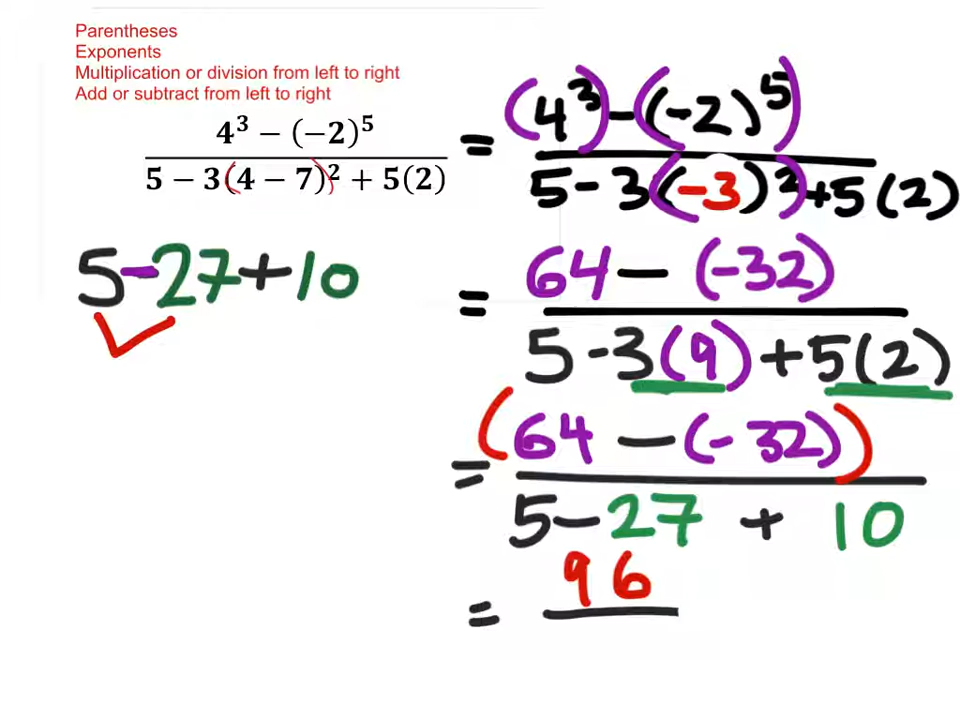 Parentheses
Exponents
Multiplication or division from left to right
Add or subtract from left to right
4³ − (−2)⁵
5 − 3(4 − 7)² + 5(2)
= (4³) − (−2)⁵)
5 − 3(−3)²) + 5(2)
5 − 27 + 10
= 64 − (−32)
5 − 3(9) + 5(2)
= (64 − (−32))
5 − 27 + 10
= 96